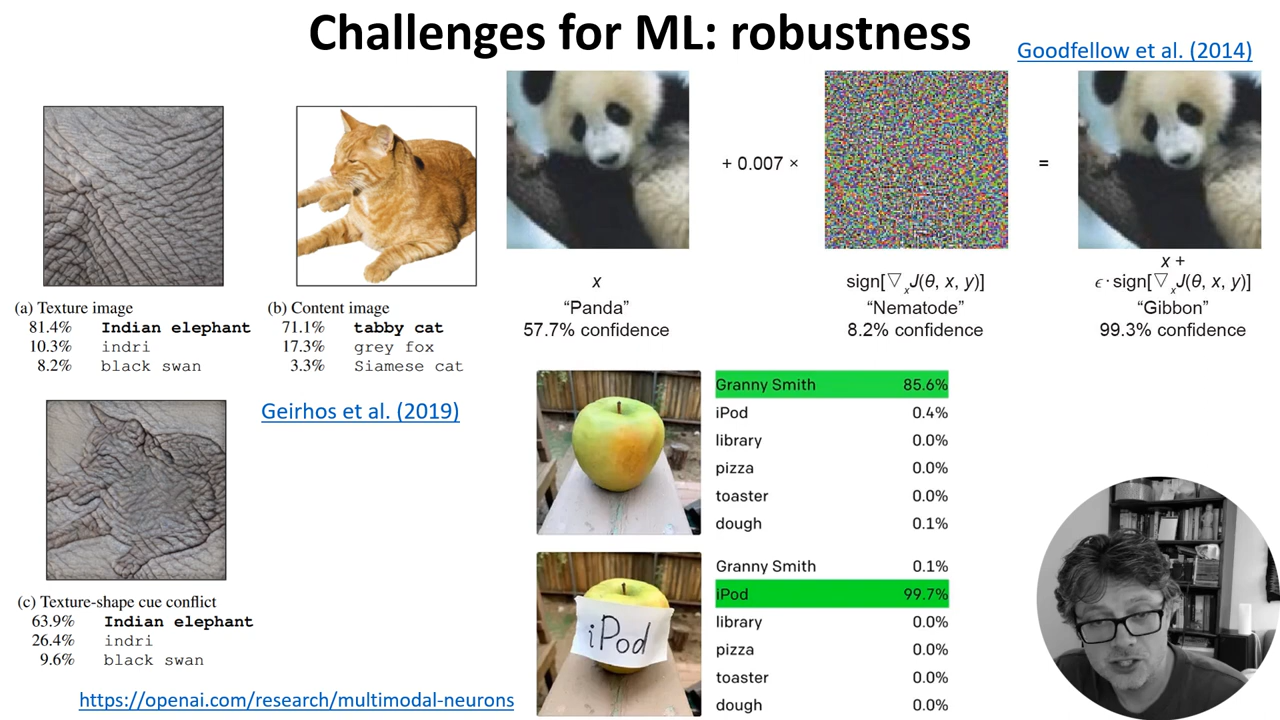 Challenges for ML: robustness
Goodfellow et al. (2014)
+ 0.007 ×
=
x
"Panda"
57.7% confidence
sign[▽ₓJ(θ, x, y)]
"Nematode"
8.2% confidence
x +
ϵ · sign[▽ₓJ(θ, x, y)]
"Gibbon"
99.3% confidence
(a) Texture image
81.4% Indian elephant
10.3% indri
8.2% black swan
(b) Content image
71.1% tabby cat
17.3% grey fox
3.3% Siamese cat
Geirhos et al. (2019)
(c) Texture-shape cue conflict
63.9% Indian elephant
26.4% indri
9.6% black swan
Granny Smith 85.6%
iPod 0.4%
library 0.0%
pizza 0.0%
toaster 0.0%
dough 0.1%
iPod
Granny Smith 0.1%
iPod 99.7%
library 0.0%
pizza 0.0%
toaster 0.0%
dough 0.0%
https://openai.com/research/multimodal-neurons